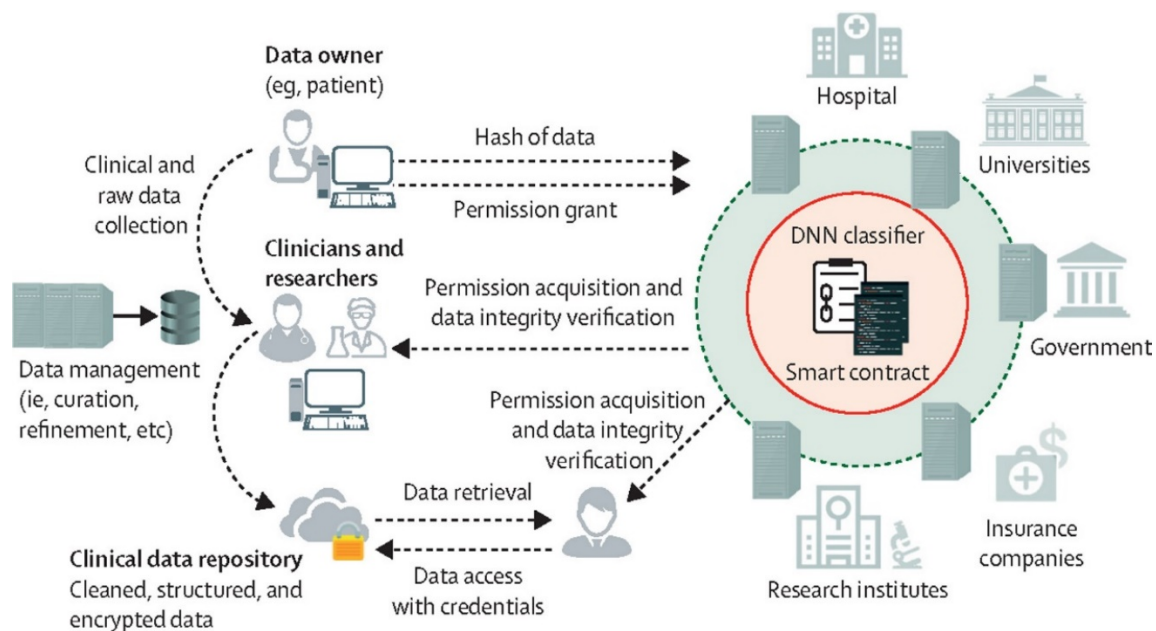 Data owner
(eg, patient)
Hospital
Universities
Clinical and
raw data
collection
Hash of data
Permission grant
DNN classifier
Smart contract
Clinicians and
researchers
Permission acquisition and
data integrity verification
Government
Data management
(ie, curation,
refinement, etc)
Permission acquisition
and data integrity
verification
Data retrieval
Data access
with credentials
Clinical data repository
Cleaned, structured, and
encrypted data
$
Insurance
companies
Research institutes